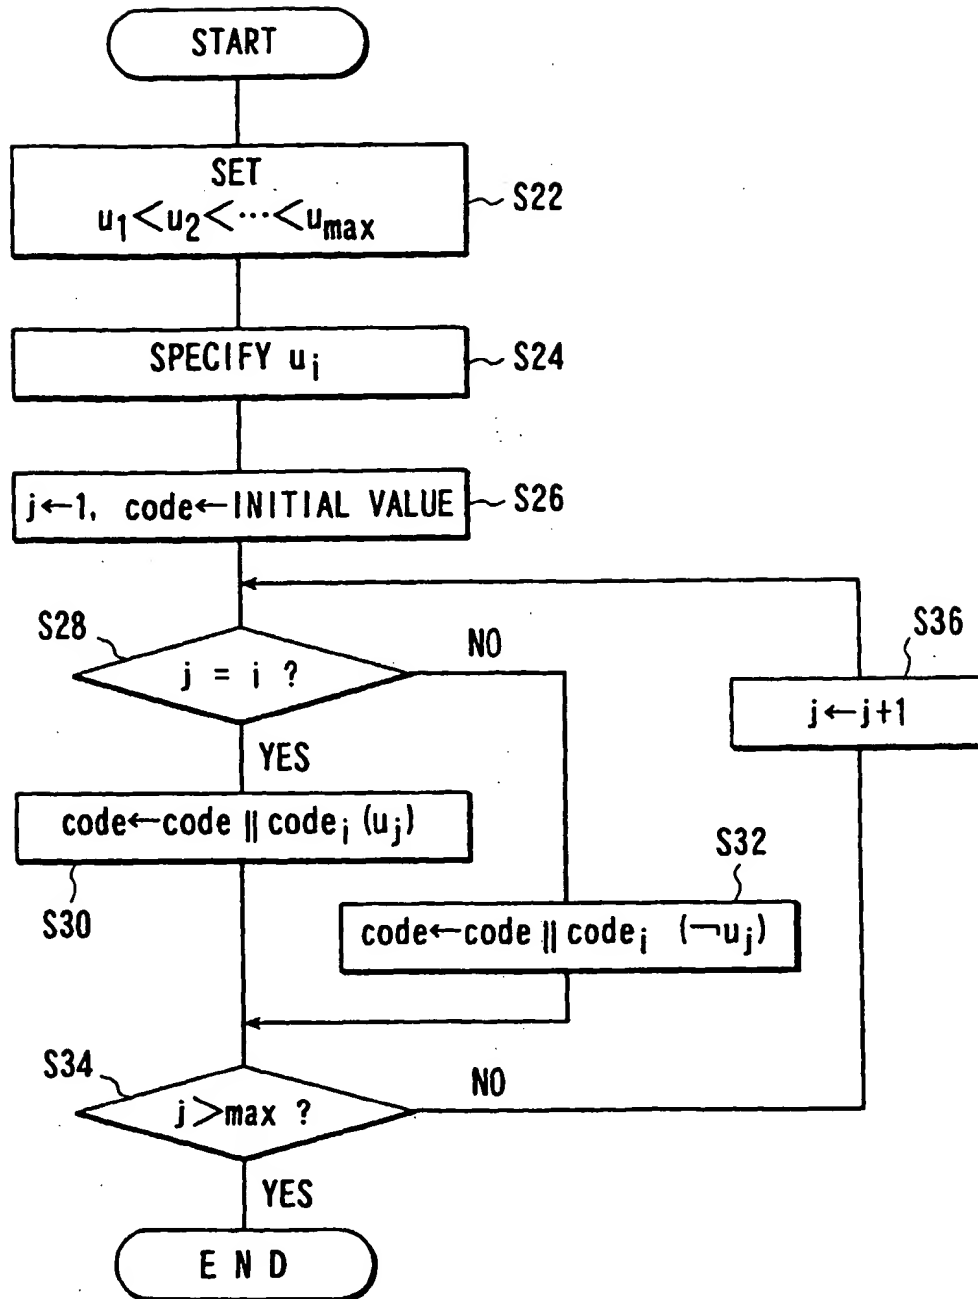 START
SET
u1<u2<···<umax
S22
SPECIFY ui
S24
j←1, code←INITIAL VALUE
S26
S28
j = i ?
NO
S36
j←j+1
YES
code←code || codei (uj)
S30
S32
code←code || codei (¬uj)
S34
j>max ?
NO
YES
END